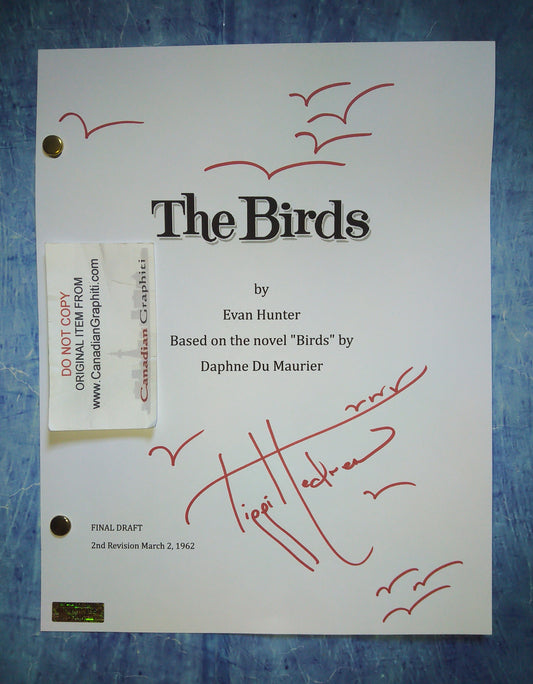 The Birds
by
Evan Hunter
Based on the novel "Birds" by
Daphne Du Maurier
DO NOT COPY
ORIGINAL ITEM FROM
www.CanadianGraphiti.com
Canadian Graphiti
Tippi Hedren
FINAL DRAFT
2nd Revision March 2, 1962